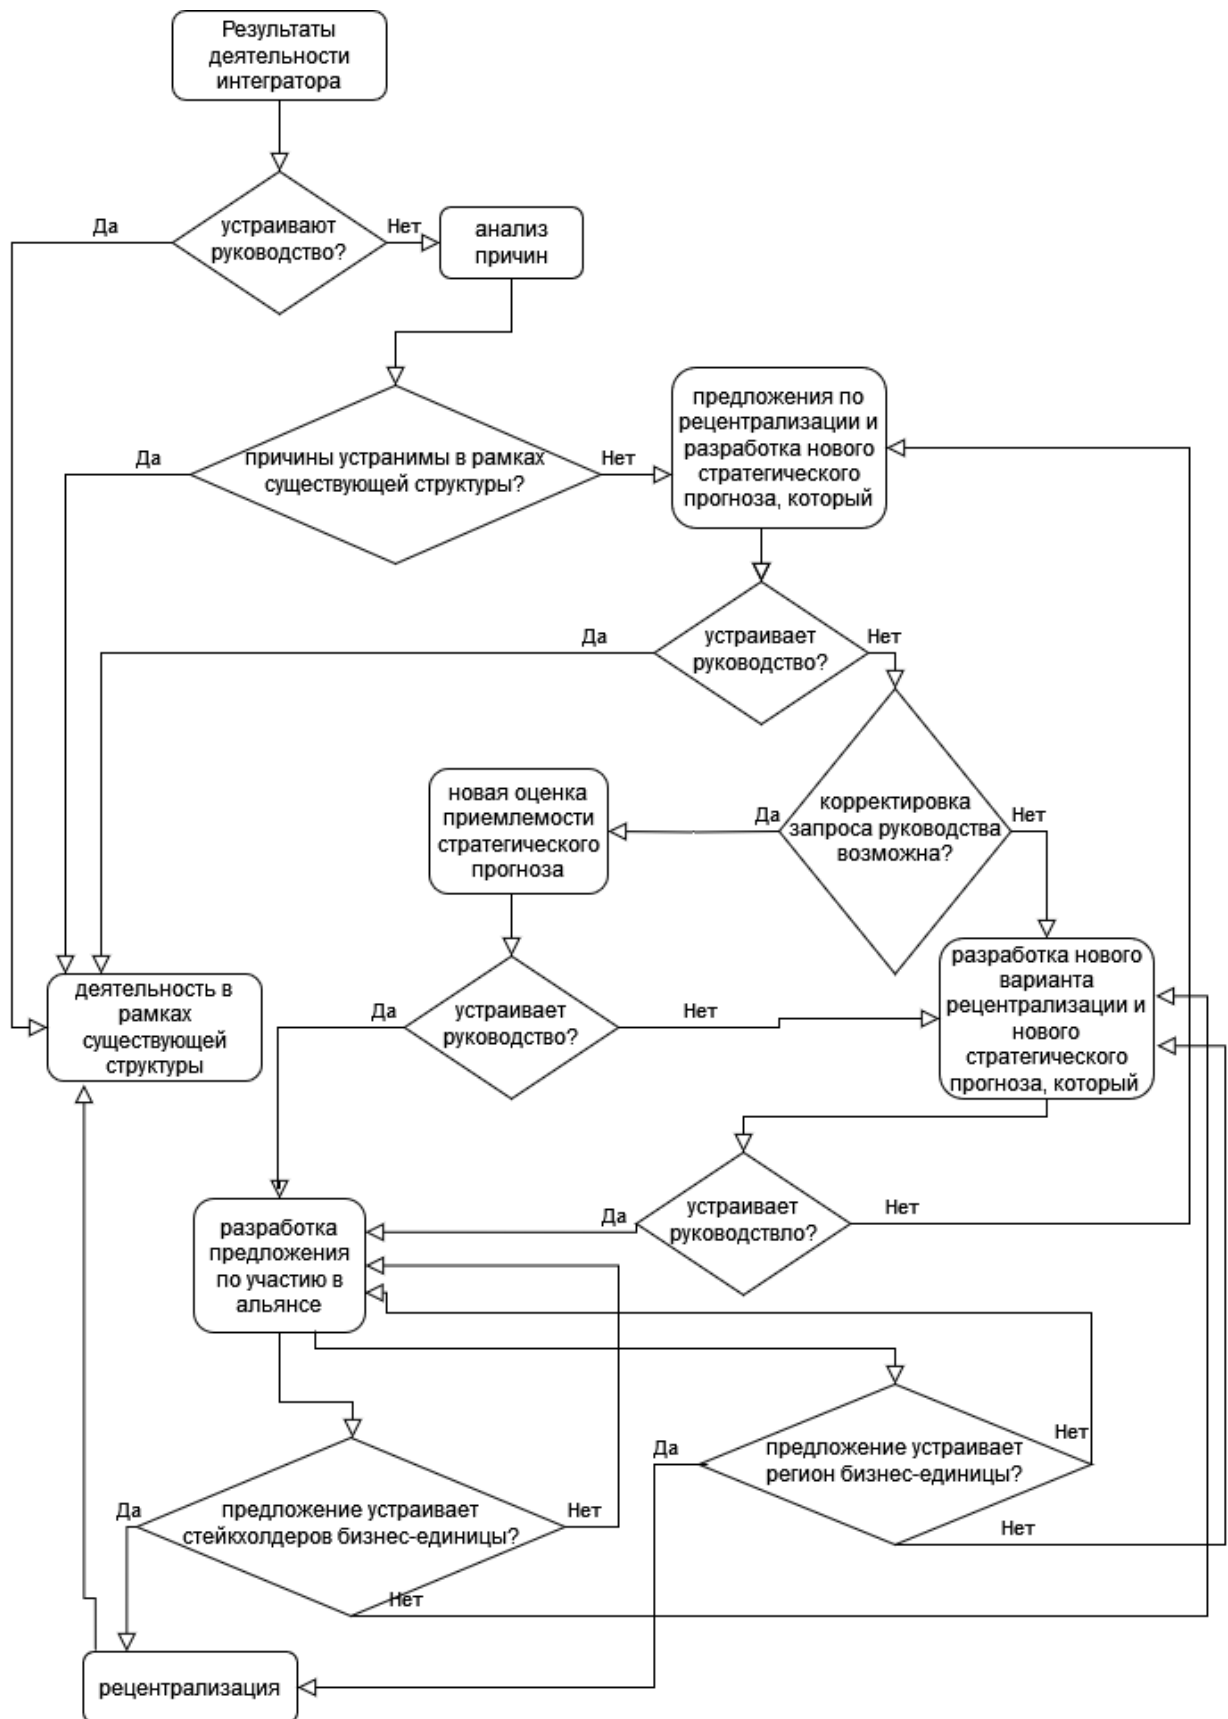 Результаты
деятельности
интегратора
Да
устраивают
руководство?
Нет
анализ
причин
Да
причины устранимы в рамках
существующей структуры?
Нет
предложения по
рецентрализации и
разработка нового
стратегического
прогноза, который
Да
устраивает
руководство?
Нет
новая оценка
приемлемости
стратегического
прогноза
Да
корректировка
запроса руководства
возможна?
Нет
деятельность в
рамках
существующей
структуры
Да
устраивает
руководство?
Нет
разработка нового
варианта
рецентрализации и
нового
стратегического
прогноза, который
разработка
предложения
по участию в
альянсе
Да
устраивает
руководствло?
Нет
Да
предложение устраивает
регион бизнес-единицы?
Нет
Нет
Да
предложение устраивает
стейкхолдеров бизнес-единицы?
Нет
Нет
рецентрализация